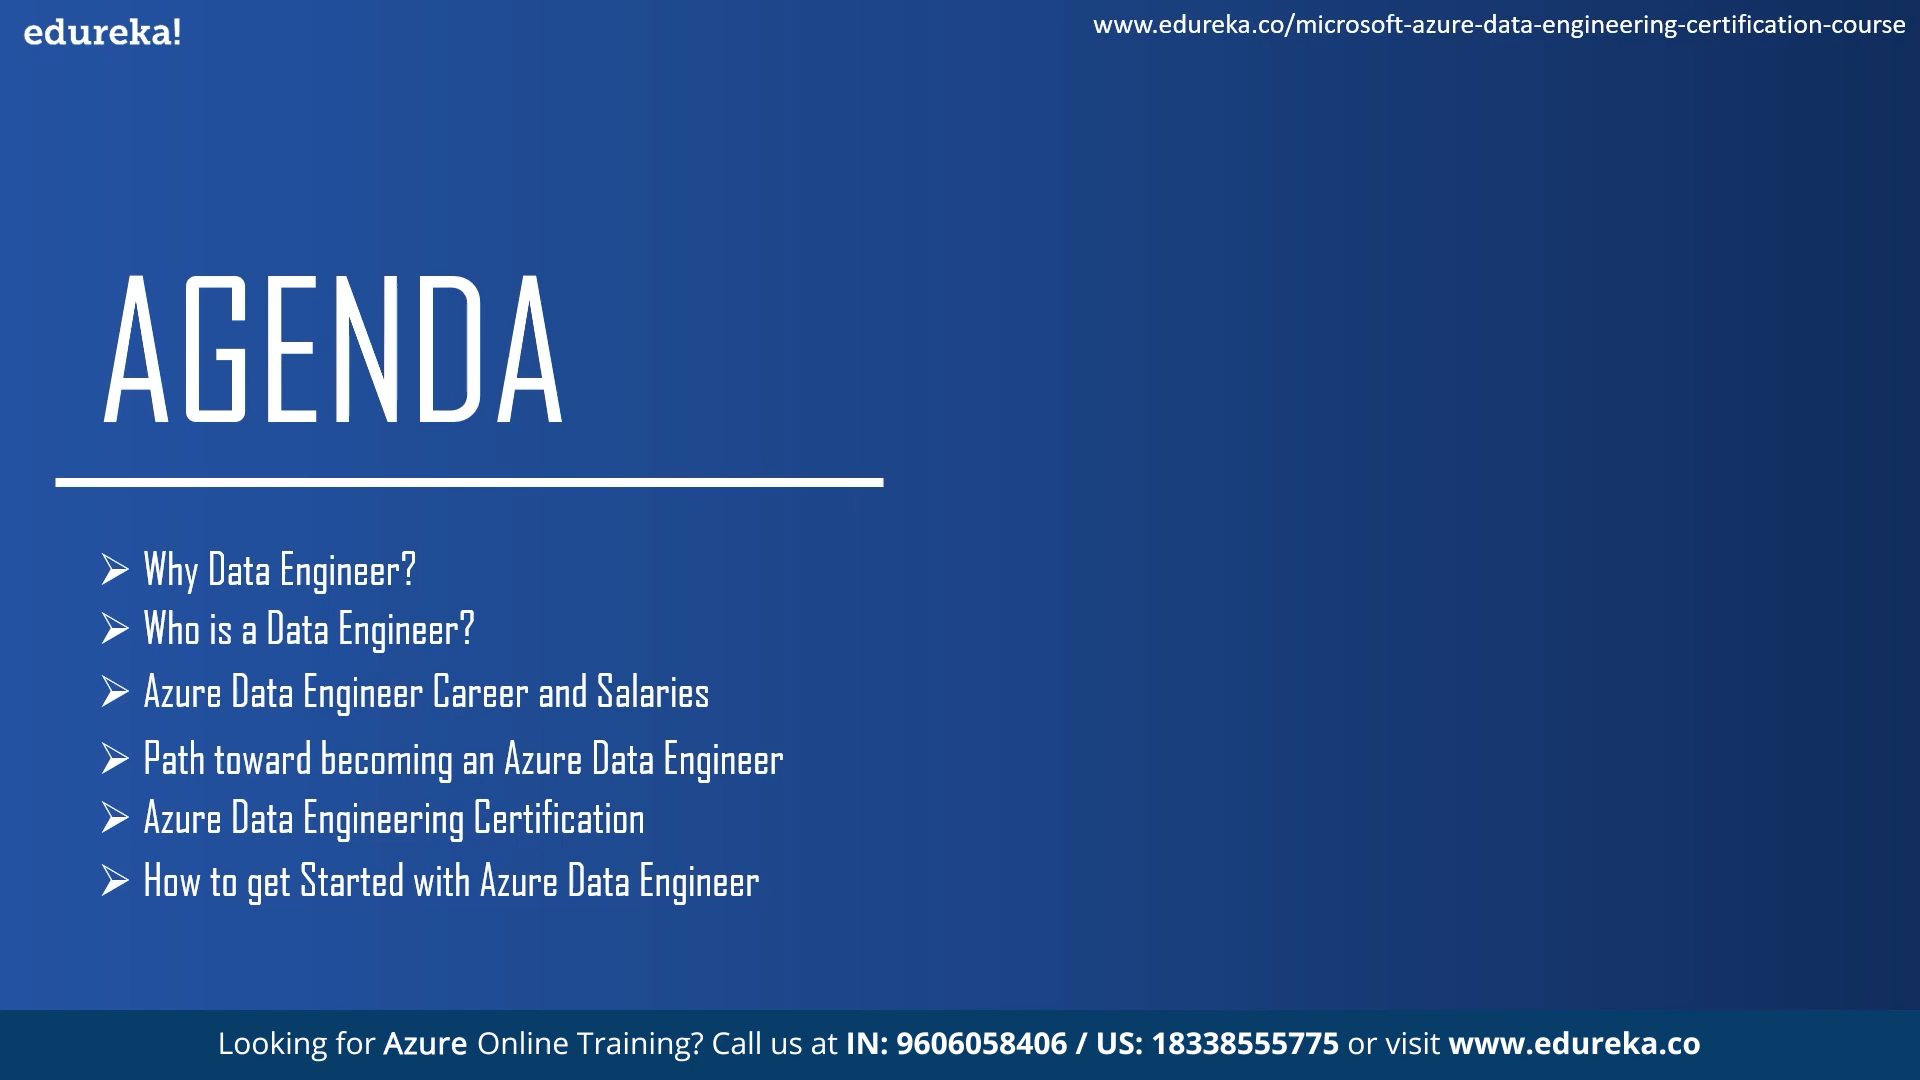 edureka!
www.edureka.co/microsoft-azure-data-engineering-certification-course
AGENDA
➢ Why Data Engineer?
➢ Who is a Data Engineer?
➢ Azure Data Engineer Career and Salaries
➢ Path toward becoming an Azure Data Engineer
➢ Azure Data Engineering Certification
➢ How to get Started with Azure Data Engineer
Looking for Azure Online Training? Call us at IN: 9606058406 / US: 18338555775 or visit www.edureka.co